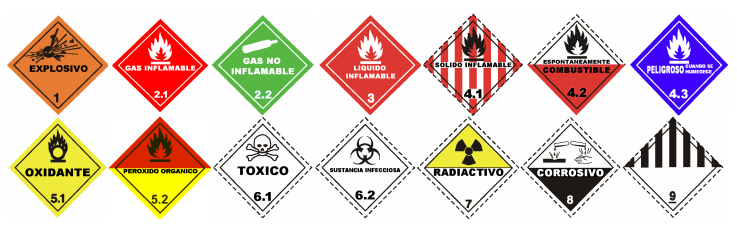 EXPLOSIVO
1
GAS INFLAMABLE
2.1
GAS NO
INFLAMABLE
2.2
LIQUIDO
INFLAMABLE
3
SOLIDO INFLAMABLE
4.1
ESPONTANEAMENTE
COMBUSTIBLE
4.2
PELIGROSO CUANDO SE
HUMEDECE
4.3
OXIDANTE
5.1
PEROXIDO ORGANICO
5.2
TOXICO
6.1
SUSTANCIA INFECCIOSA
6.2
RADIACTIVO
7
CORROSIVO
8
9